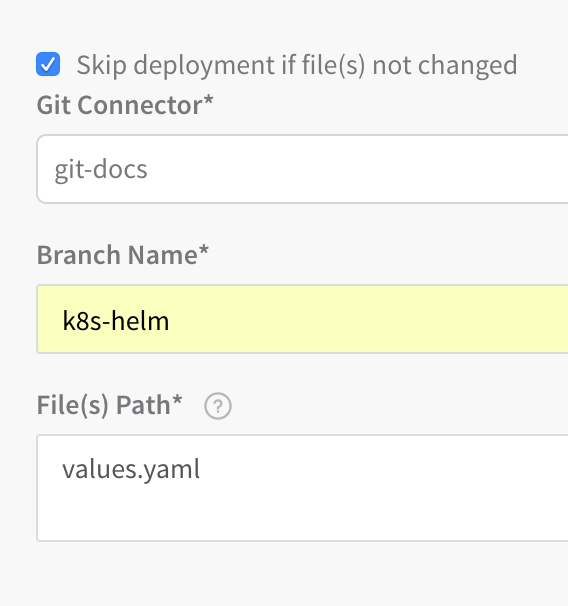 Skip deployment if file(s) not changed
Git Connector*
git-docs
Branch Name*
k8s-helm
File(s) Path* ?
values.yaml